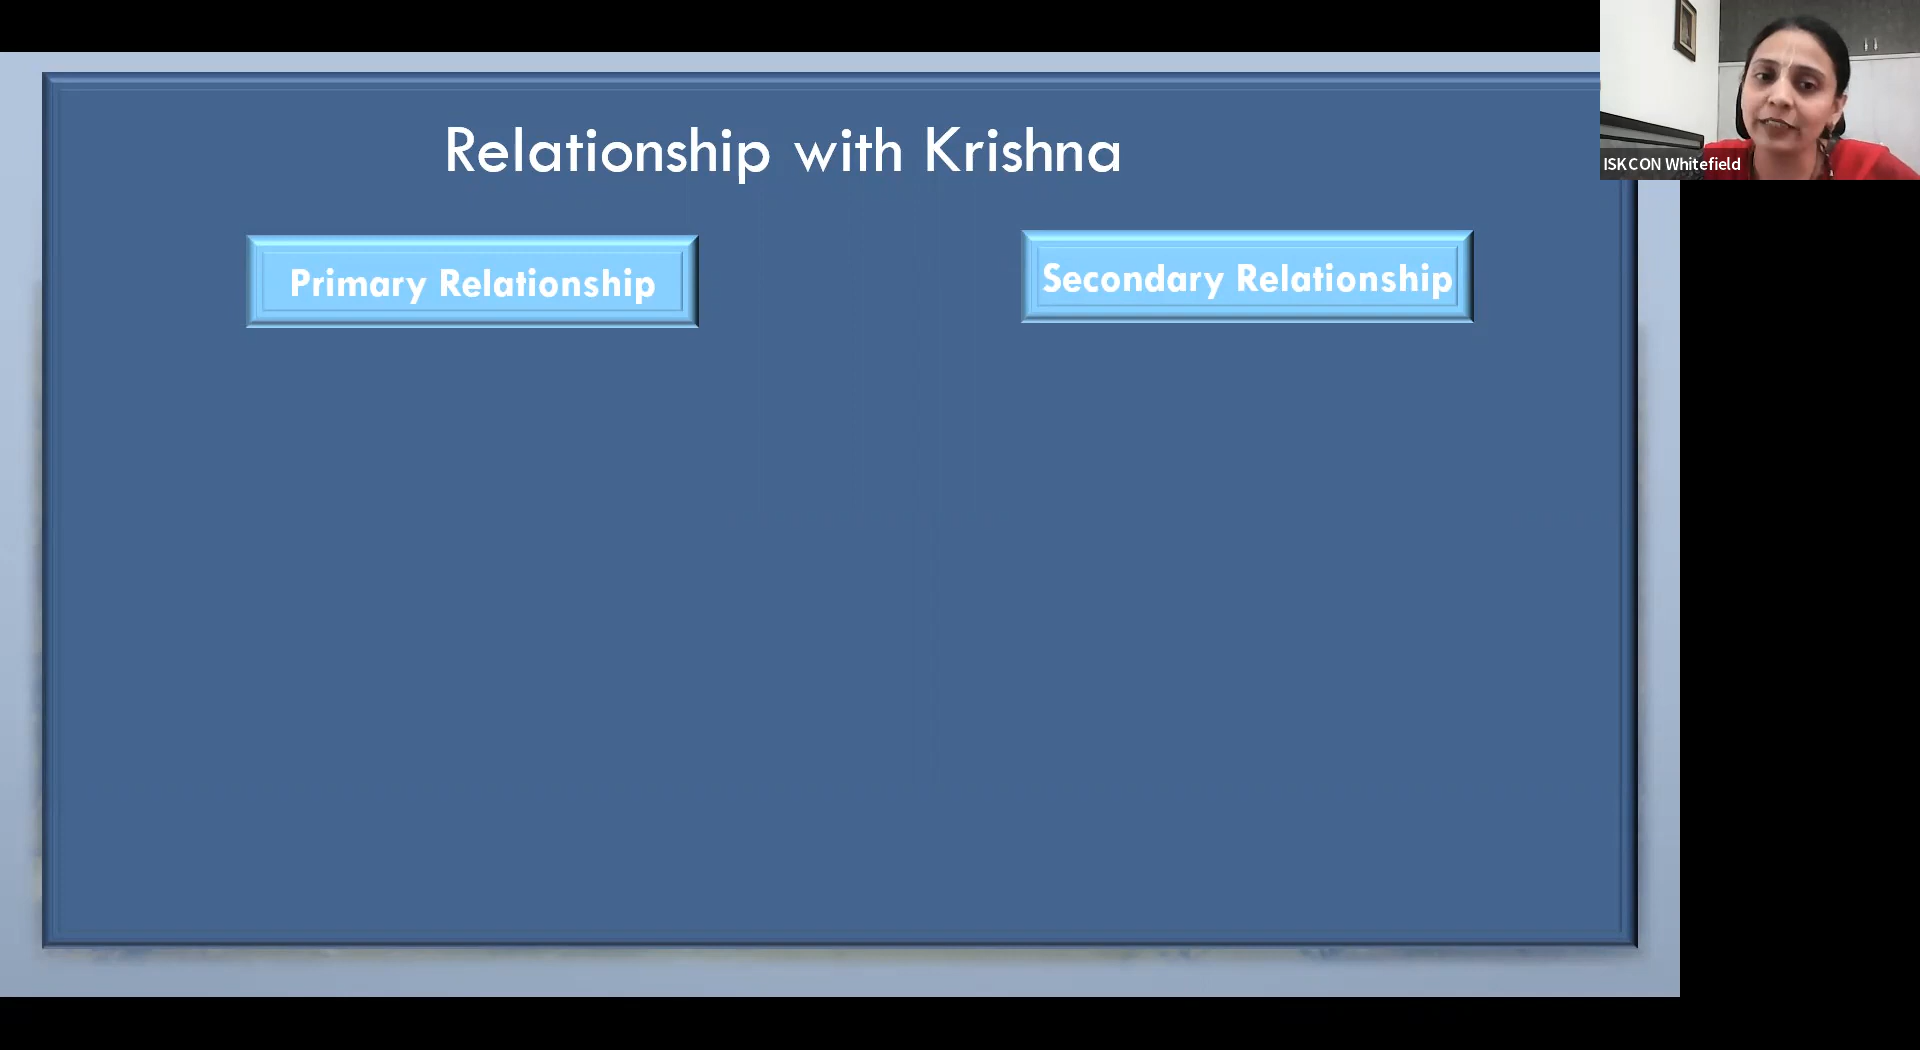 Relationship with Krishna
Primary Relationship
Secondary Relationship
ISKCON Whitefield